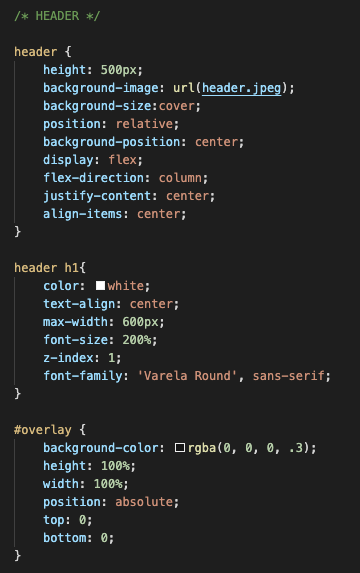 /* HEADER */
header {
height: 500px;
background-image: url(header.jpeg);
background-size:cover;
position: relative;
background-position: center;
display: flex;
flex-direction: column;
justify-content: center;
align-items: center;
}
header h1{
color: white;
text-align: center;
max-width: 600px;
font-size: 200%;
z-index: 1;
font-family: 'Varela Round', sans-serif;
}
#overlay {
background-color: rgba(0, 0, 0, .3);
height: 100%;
width: 100%;
position: absolute;
top: 0;
bottom: 0;
}